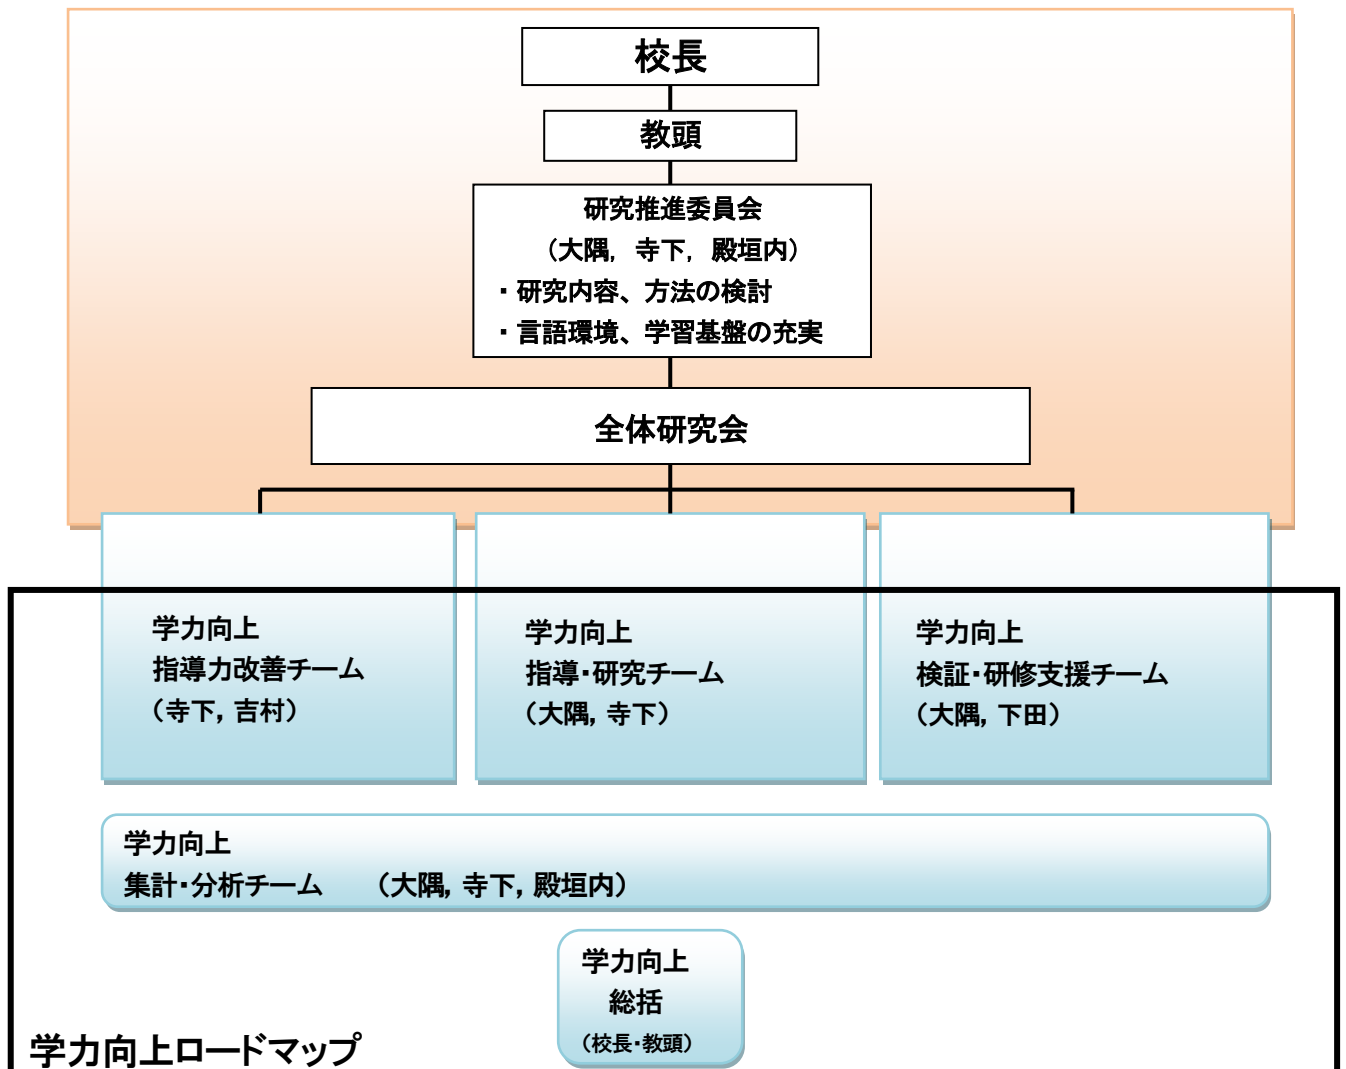 校長
教頭
研究推進委員会
（大隅，寺下，殿垣内）
・研究内容、方法の検討
・言語環境、学習基盤の充実
全体研究会
学力向上
指導力改善チーム
（寺下，吉村）
学力向上
指導・研究チーム
（大隅，寺下）
学力向上
検証・研修支援チーム
（大隅，下田）
学力向上
集計・分析チーム　　（大隅，寺下，殿垣内）
学力向上
総括
（校長・教頭）
学力向上ロードマップ